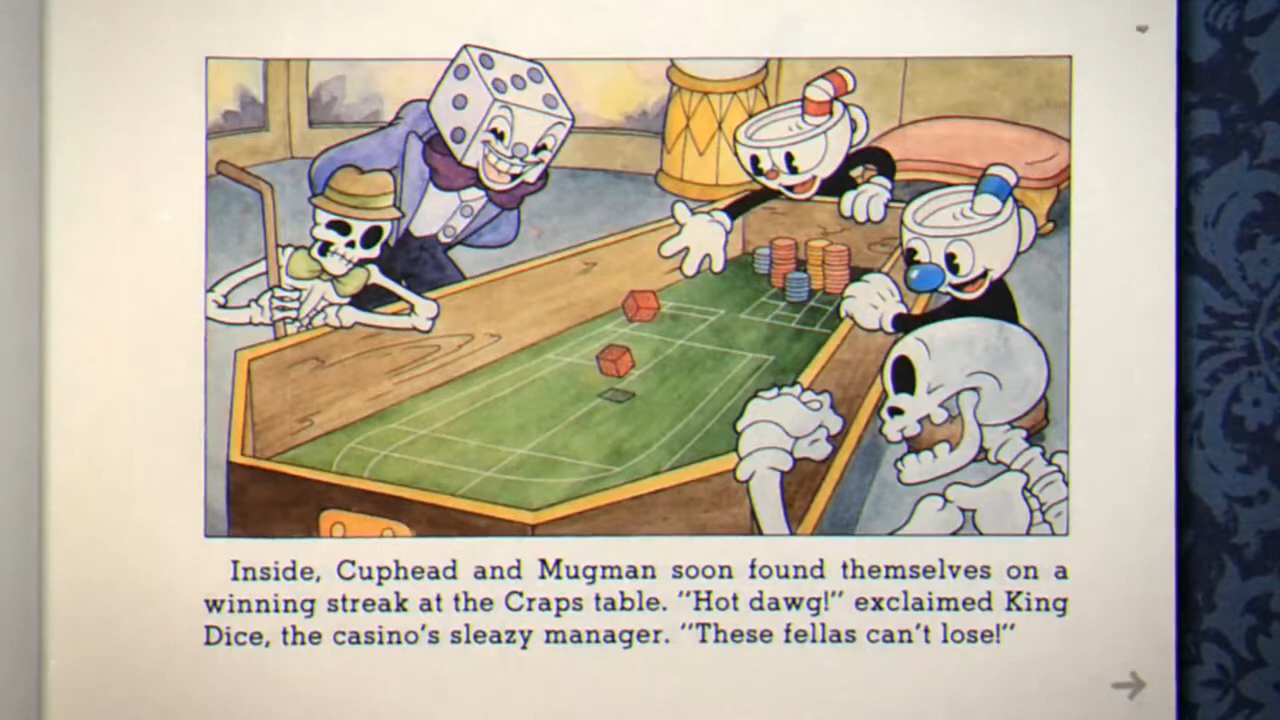 Inside, Cuphead and Mugman soon found themselves on a
winning streak at the Craps table. "Hot dawg!" exclaimed King
Dice, the casino's sleazy manager. "These fellas can't lose!"